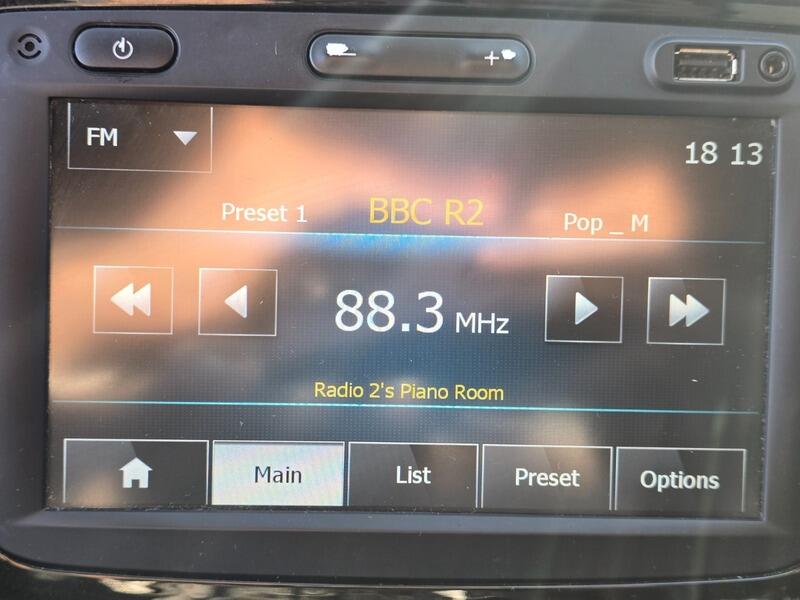 FM
18 13
Preset 1 BBC R2 Pop _ M
88.3 MHz
Radio 2's Piano Room
Main List Preset Options